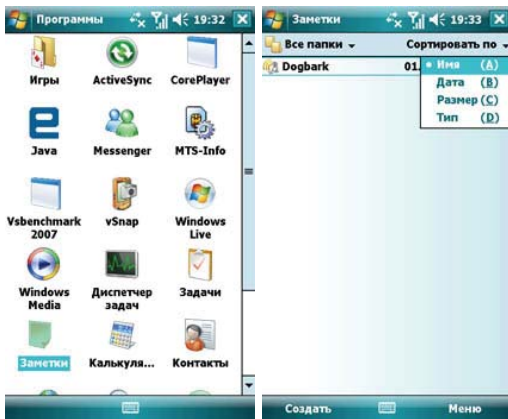 Программы 19:32
Игры ActiveSync CorePlayer
Java Messenger MTS-Info
Vsbenchmark 2007 vSnap Windows Live
Windows Media Диспетчер задач Задачи
Заметки Калькуля... Контакты
Заметки 19:33
Все папки Сортировать по
Dogbark 01.
Имя (A)
Дата (B)
Размер (C)
Тип (D)
Создать Меню